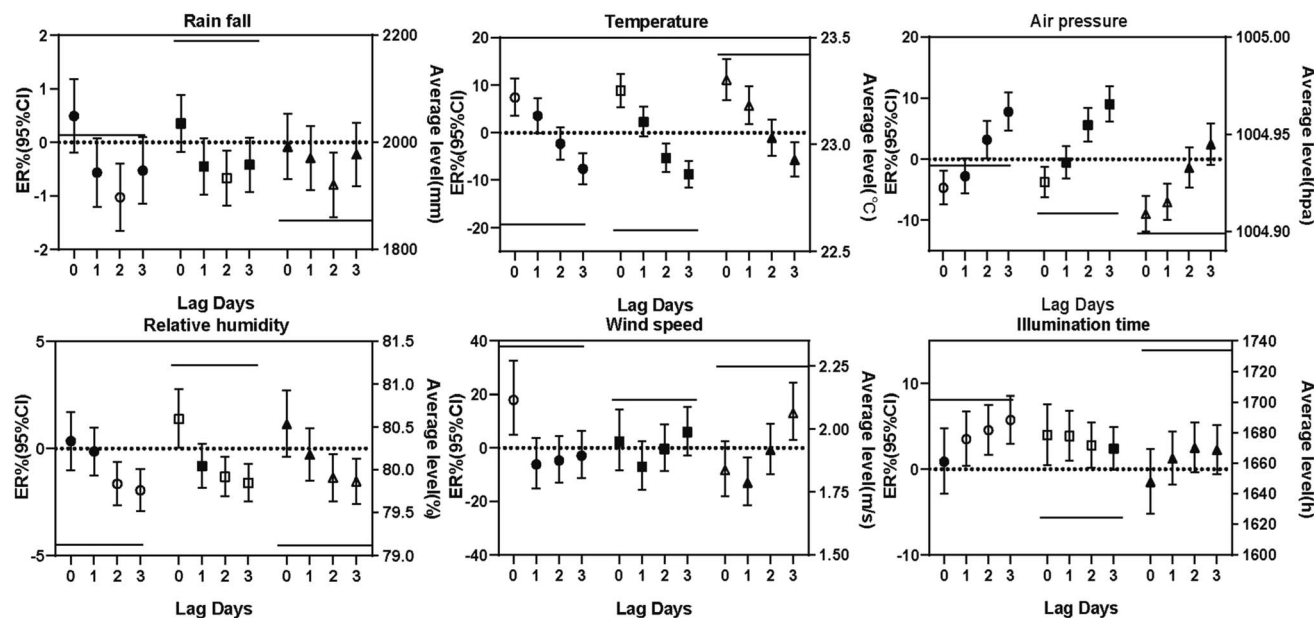 Rain fall
2
1
0
-1
-2
ER%(95%CI)
2200
2000
1800
Average level(mm)
0 1 2 3 0 1 2 3 0 1 2 3
Lag Days
Temperature
20
10
0
-10
-20
ER%(95%CI)
23.5
23.0
22.5
Average level(°C)
0 1 2 3 0 1 2 3 0 1 2 3
Lag Days
Air pressure
20
10
0
-10
ER%(95%CI)
1005.00
1004.95
1004.90
Average level(hpa)
0 1 2 3 0 1 2 3 0 1 2 3
Lag Days
Relative humidity
5
0
-5
ER%(95%CI)
81.5
81.0
80.5
80.0
79.5
79.0
Average level(%)
0 1 2 3 0 1 2 3 0 1 2 3
Lag Days
Wind speed
40
20
0
-20
-40
ER%(95%CI)
2.25
2.00
1.75
1.50
Average level(m/s)
0 1 2 3 0 1 2 3 0 1 2 3
Lag Days
Illumination time
10
0
-10
ER%(95%CI)
1740
1720
1700
1680
1660
1640
1620
1600
Average level(h)
0 1 2 3 0 1 2 3 0 1 2 3
Lag Days